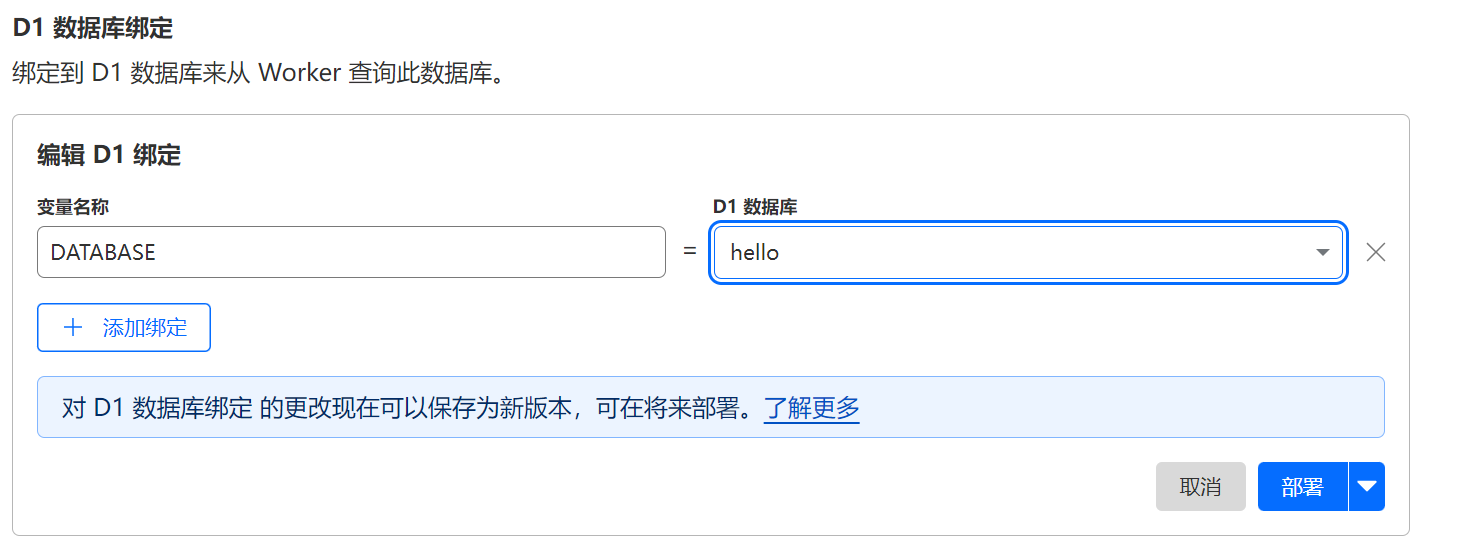 D1 数据库绑定
绑定到 D1 数据库来从 Worker 查询此数据库。
编辑 D1 绑定
变量名称
D1 数据库
DATABASE
=
hello
添加绑定
对 D1 数据库绑定 的更改现在可以保存为新版本，可在将来部署。了解更多
取消
部署